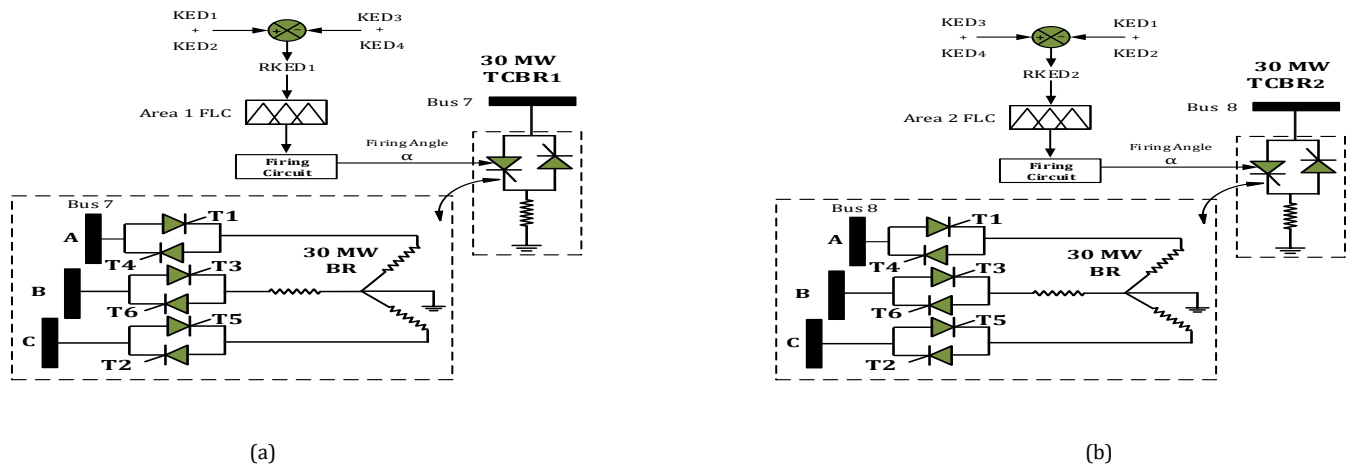 KED1
+
KED2
+ -
KED3
+
KED4
RKED1
30 MW
TCBR1
Bus 7
Area 1 FLC
Firing Angle
α
Firing
Circuit
Bus 7
A
T1
T4
30 MW
BR
B
T3
T6
C
T5
T2
(a)
KED3
+
KED4
+ -
KED1
+
KED2
RKED2
30 MW
TCBR2
Bus 8
Area 2 FLC
Firing Angle
α
Firing
Circuit
Bus 8
A
T1
T4
30 MW
BR
B
T3
T6
C
T5
T2
(b)